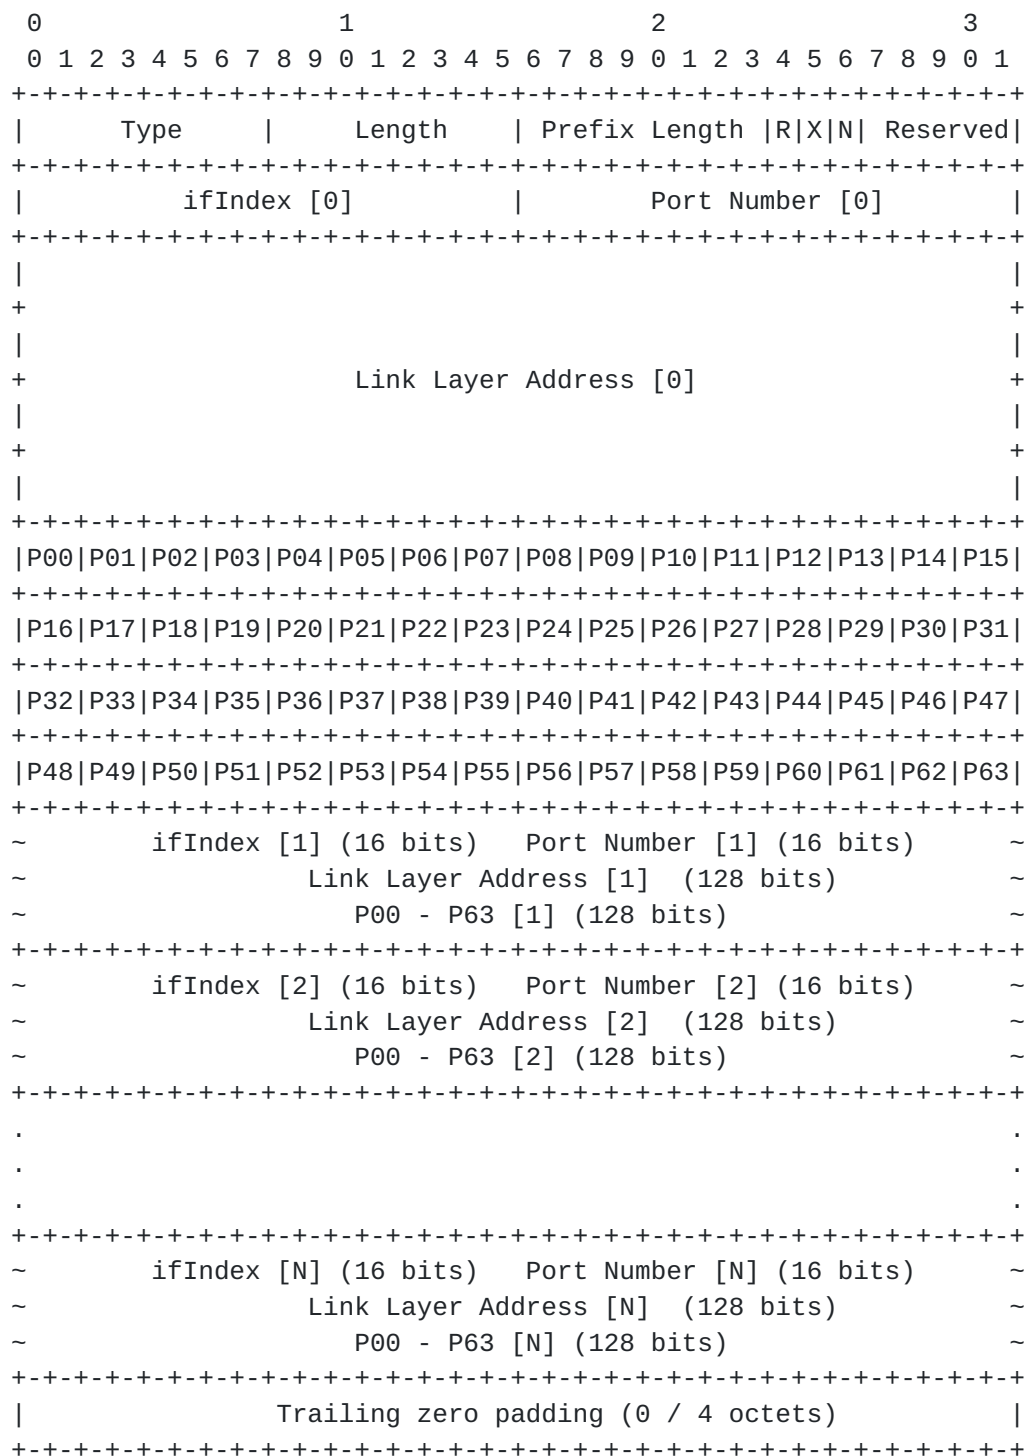 0                   1                   2                   3
 0 1 2 3 4 5 6 7 8 9 0 1 2 3 4 5 6 7 8 9 0 1 2 3 4 5 6 7 8 9 0 1
+-+-+-+-+-+-+-+-+-+-+-+-+-+-+-+-+-+-+-+-+-+-+-+-+-+-+-+-+-+-+-+-+
|      Type     |     Length    | Prefix Length |R|X|N| Reserved|
+-+-+-+-+-+-+-+-+-+-+-+-+-+-+-+-+-+-+-+-+-+-+-+-+-+-+-+-+-+-+-+-+
|          ifIndex [0]          |        Port Number [0]        |
+-+-+-+-+-+-+-+-+-+-+-+-+-+-+-+-+-+-+-+-+-+-+-+-+-+-+-+-+-+-+-+-+
|                                                               |
+                                                               +
|                                                               |
+                     Link Layer Address [0]                    +
|                                                               |
+                                                               +
|                                                               |
+-+-+-+-+-+-+-+-+-+-+-+-+-+-+-+-+-+-+-+-+-+-+-+-+-+-+-+-+-+-+-+-+
|P00|P01|P02|P03|P04|P05|P06|P07|P08|P09|P10|P11|P12|P13|P14|P15|
+-+-+-+-+-+-+-+-+-+-+-+-+-+-+-+-+-+-+-+-+-+-+-+-+-+-+-+-+-+-+-+-+
|P16|P17|P18|P19|P20|P21|P22|P23|P24|P25|P26|P27|P28|P29|P30|P31|
+-+-+-+-+-+-+-+-+-+-+-+-+-+-+-+-+-+-+-+-+-+-+-+-+-+-+-+-+-+-+-+-+
|P32|P33|P34|P35|P36|P37|P38|P39|P40|P41|P42|P43|P44|P45|P46|P47|
+-+-+-+-+-+-+-+-+-+-+-+-+-+-+-+-+-+-+-+-+-+-+-+-+-+-+-+-+-+-+-+-+
|P48|P49|P50|P51|P52|P53|P54|P55|P56|P57|P58|P59|P60|P61|P62|P63|
+-+-+-+-+-+-+-+-+-+-+-+-+-+-+-+-+-+-+-+-+-+-+-+-+-+-+-+-+-+-+-+-+
~        ifIndex [1] (16 bits)   Port Number [1] (16 bits)      ~
~                  Link Layer Address [1]  (128 bits)           ~
~                     P00 - P63 [1] (128 bits)                  ~
+-+-+-+-+-+-+-+-+-+-+-+-+-+-+-+-+-+-+-+-+-+-+-+-+-+-+-+-+-+-+-+-+
~        ifIndex [2] (16 bits)   Port Number [2] (16 bits)      ~
~                  Link Layer Address [2]  (128 bits)           ~
~                     P00 - P63 [2] (128 bits)                  ~
+-+-+-+-+-+-+-+-+-+-+-+-+-+-+-+-+-+-+-+-+-+-+-+-+-+-+-+-+-+-+-+-+
.                                                               .
.                                                               .
.                                                               .
+-+-+-+-+-+-+-+-+-+-+-+-+-+-+-+-+-+-+-+-+-+-+-+-+-+-+-+-+-+-+-+-+
~        ifIndex [N] (16 bits)   Port Number [N] (16 bits)      ~
~                  Link Layer Address [N]  (128 bits)           ~
~                     P00 - P63 [N] (128 bits)                  ~
+-+-+-+-+-+-+-+-+-+-+-+-+-+-+-+-+-+-+-+-+-+-+-+-+-+-+-+-+-+-+-+-+
|                Trailing zero padding (0 / 4 octets)           |
+-+-+-+-+-+-+-+-+-+-+-+-+-+-+-+-+-+-+-+-+-+-+-+-+-+-+-+-+-+-+-+-+